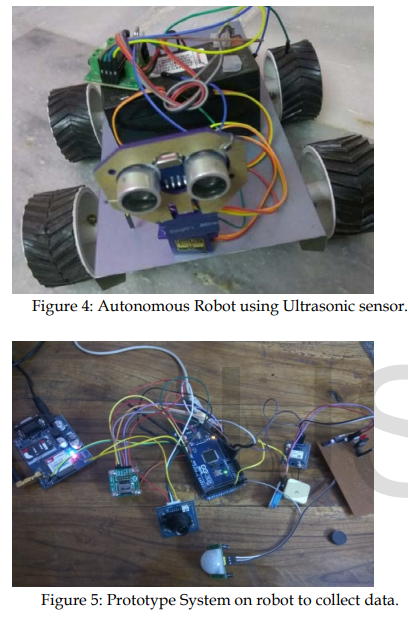 Figure 4: Autonomous Robot using Ultrasonic sensor.
Figure 5: Prototype System on robot to collect data.